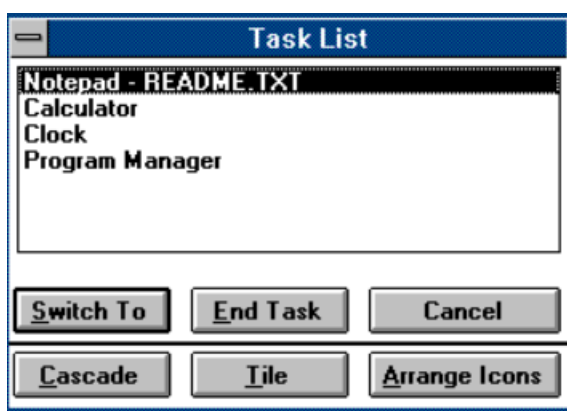 Task List
Notepad - README.TXT
Calculator
Clock
Program Manager
Switch To End Task Cancel
Cascade Tile Arrange Icons